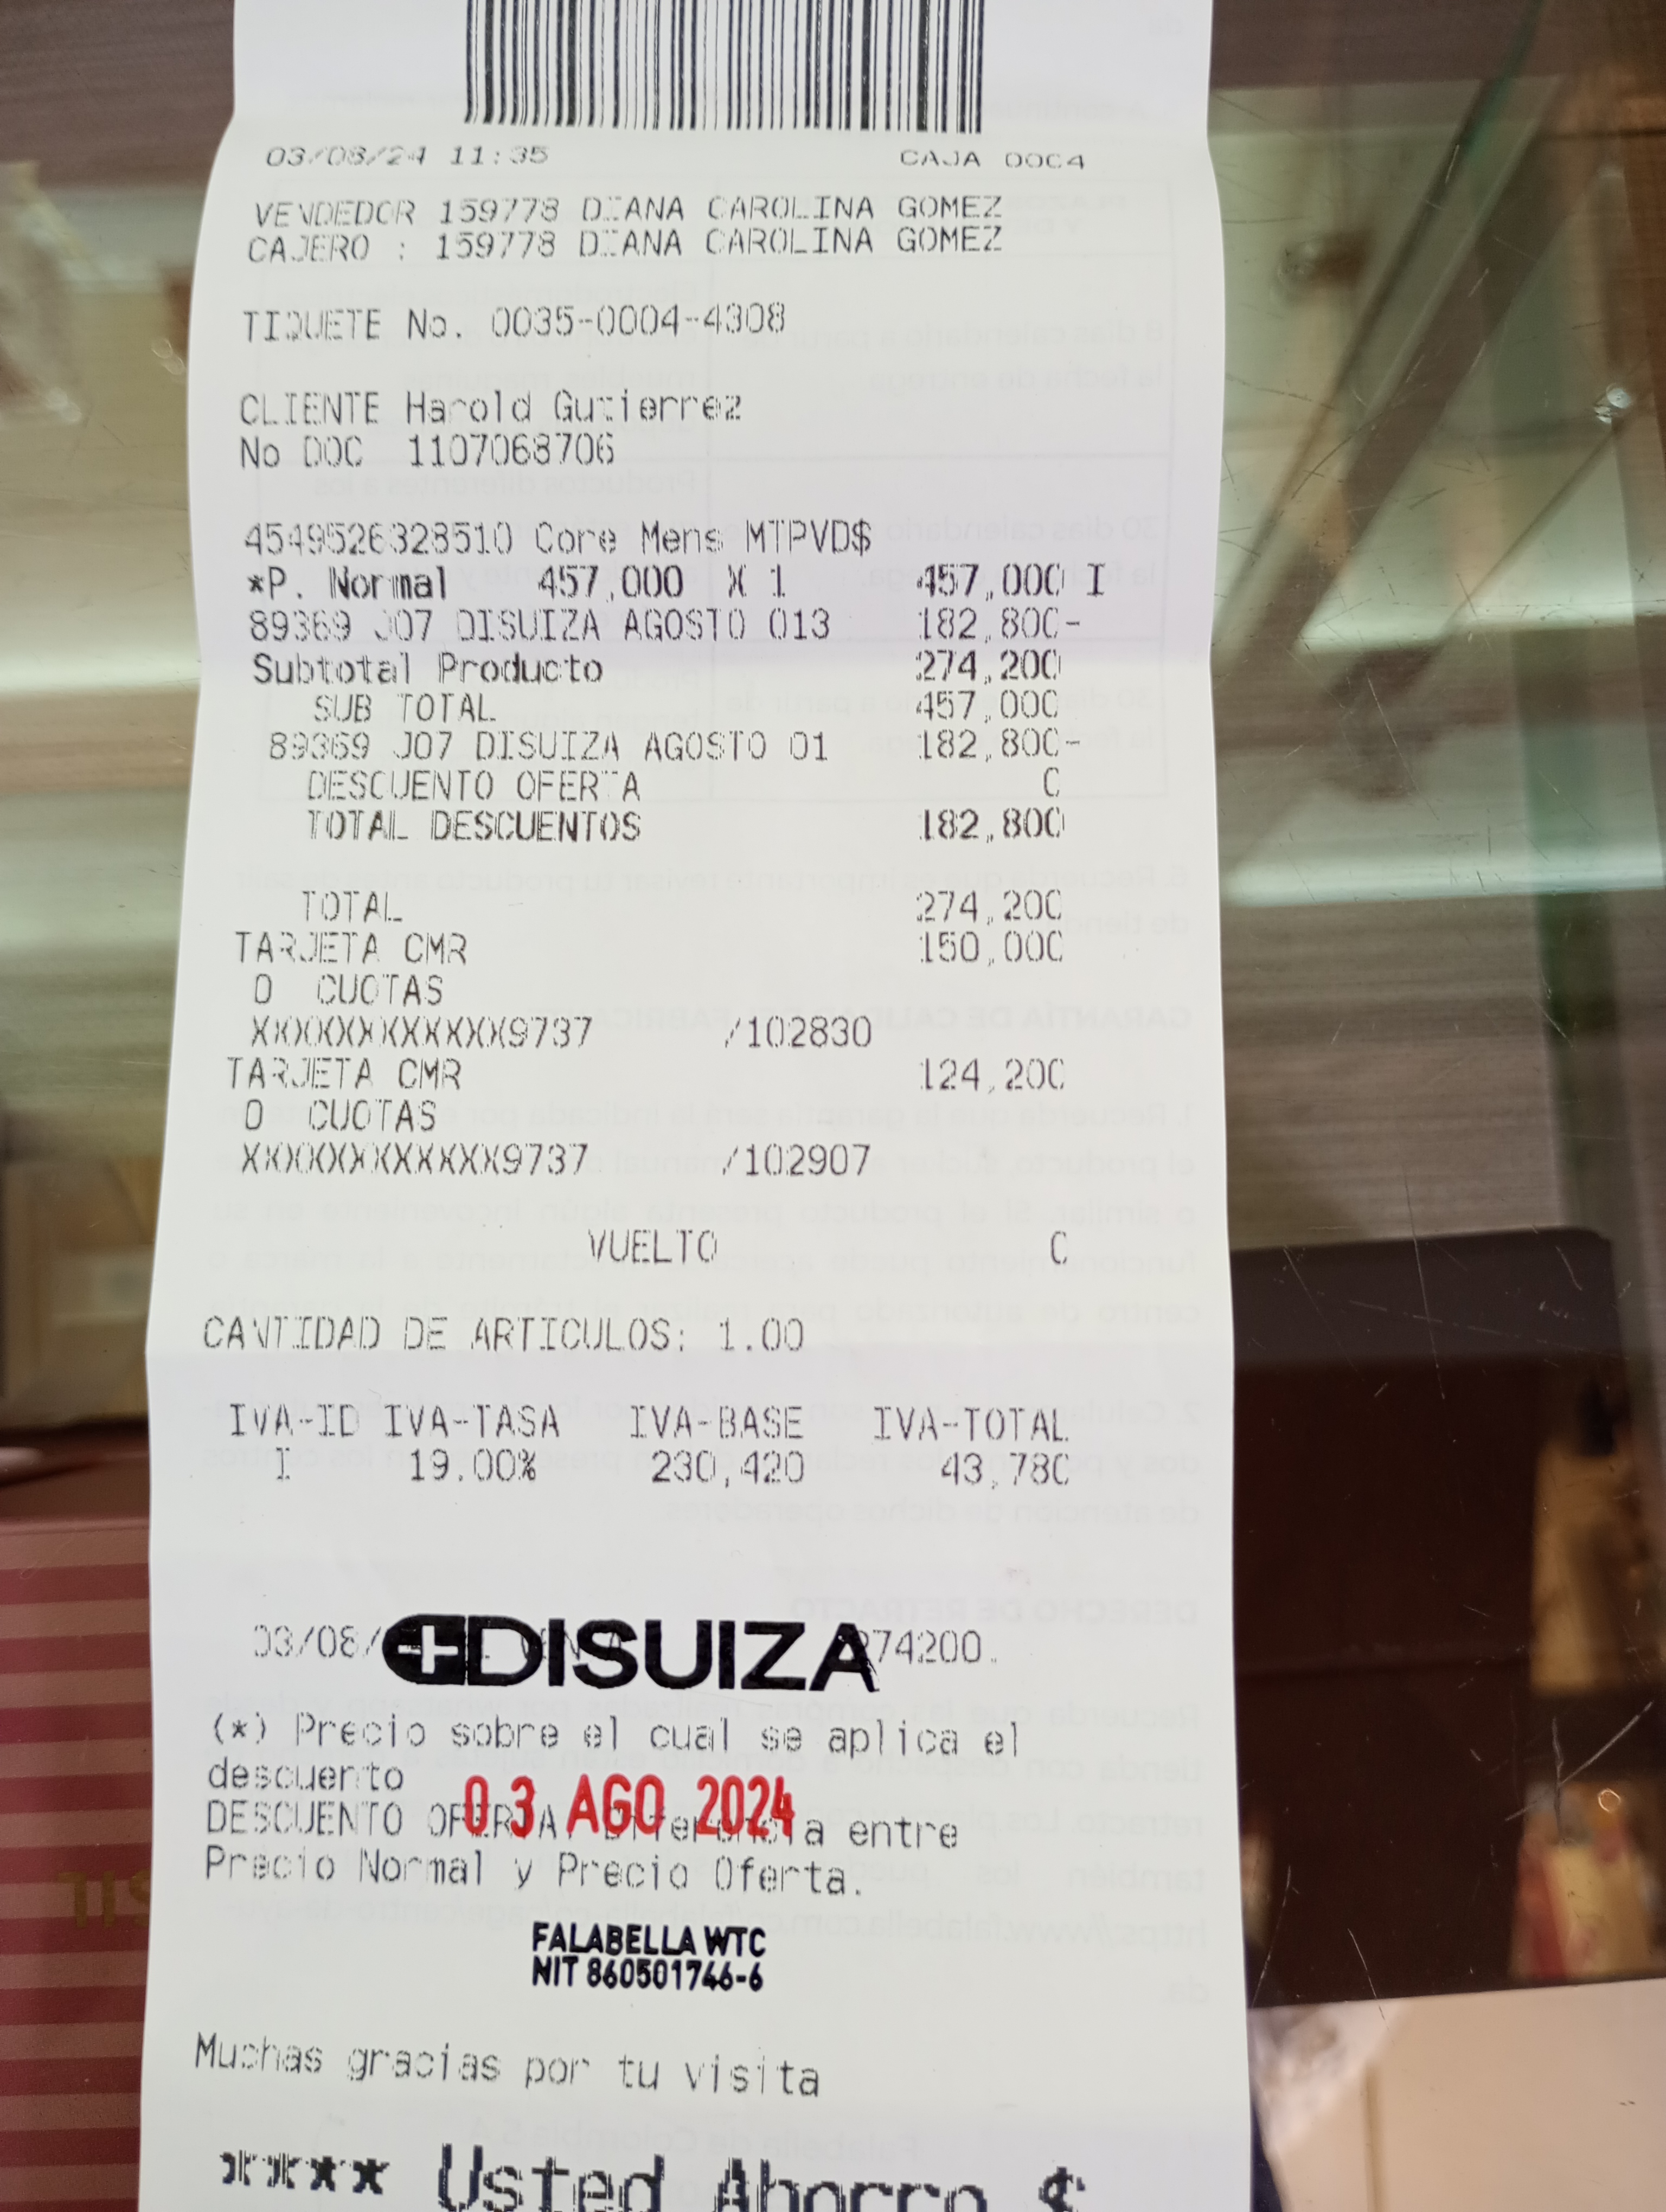 03/08/24 11:35 CAJA 0004
VENDEDOR 159778 DIANA CAROLINA GOMEZ
CAJERO : 159778 DIANA CAROLINA GOMEZ
TIQUETE No. 0035-0004-4308
CLIENTE Harold Gutierrez
No DOC 1107068706
4549526328510 Core Mens MTPVD$
*P. Normal 457,000 X 1 457,000 I
89369 J07 DISUIZA AGOSTO 013 182,800-
Subtotal Producto 274,200
SUB TOTAL 457,000
89369 J07 DISUIZA AGOSTO 01 182,800-
DESCUENTO OFERTA 0
TOTAL DESCUENTOS 182,800
TOTAL 274,200
TARJETA CMR 150,000
0 CUOTAS
XXXXXXXXXXXX9737 /102830
TARJETA CMR 124,200
0 CUOTAS
XXXXXXXXXXXX9737 /102907
VUELTO 0
CANTIDAD DE ARTICULOS: 1.00
IVA-ID IVA-TASA IVA-BASE IVA-TOTAL
I 19.00% 230,420 43,780
03/08/ 274200.
DISUIZA
(*) Precio sobre el cual se aplica el
descuento
03 AGO 2024
DESCUENTO OFERTA: Diferencia entre
Precio Normal y Precio Oferta.
FALABELLA WTC
NIT 860501746-6
Muchas gracias por tu visita
**** Usted Ahorro $